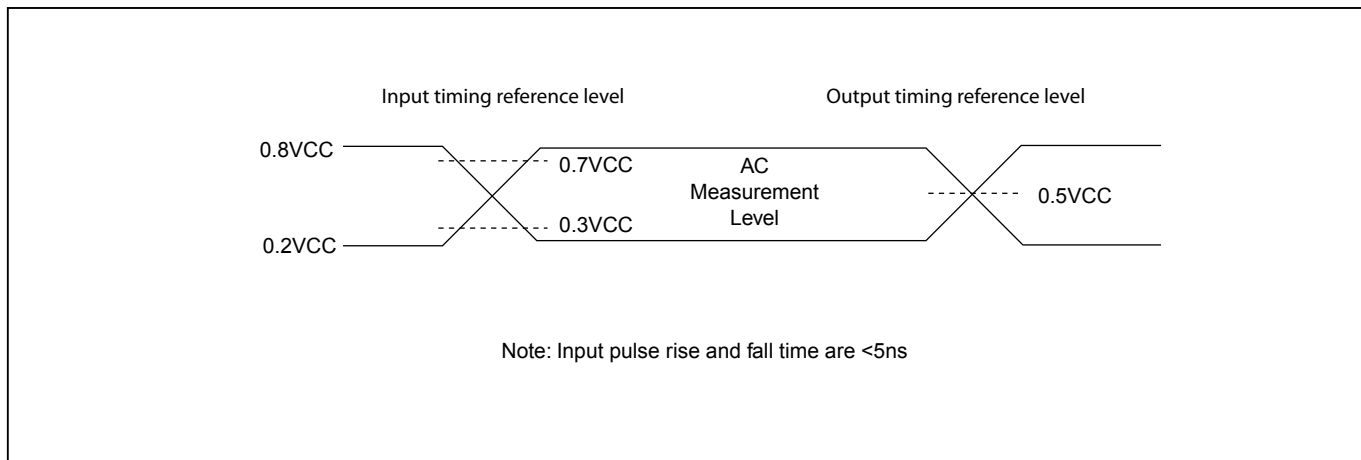 Input timing reference level
Output timing reference level
0.8VCC
0.7VCC
AC
Measurement
Level
0.5VCC
0.3VCC
0.2VCC
Note: Input pulse rise and fall time are <5ns